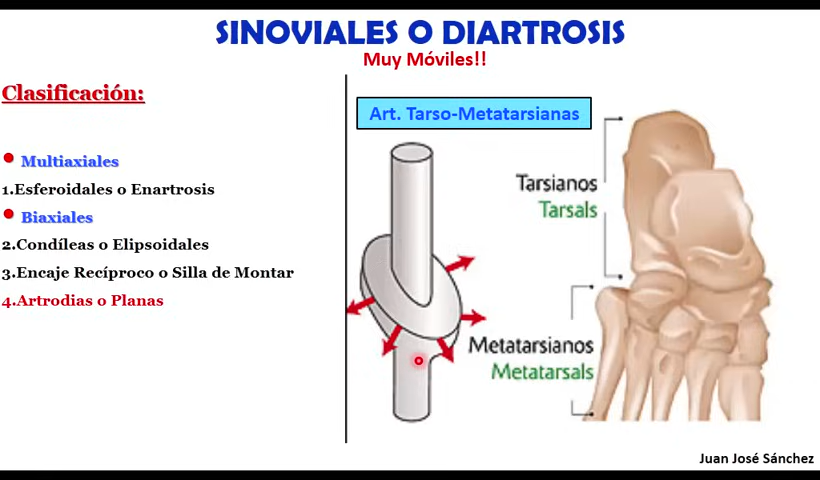 SINOVIALES O DIARTROSIS
Muy Móviles!!
Clasificación:
Multiaxiales
1.Esferoidales o Enartrosis
Biaxiales
2.Condíleas o Elipsoidales
3.Encaje Recíproco o Silla de Montar
4.Artrodias o Planas
Art. Tarso-Metatarsianas
Tarsianos
Tarsals
Metatarsianos
Metatarsals
Juan José Sánchez